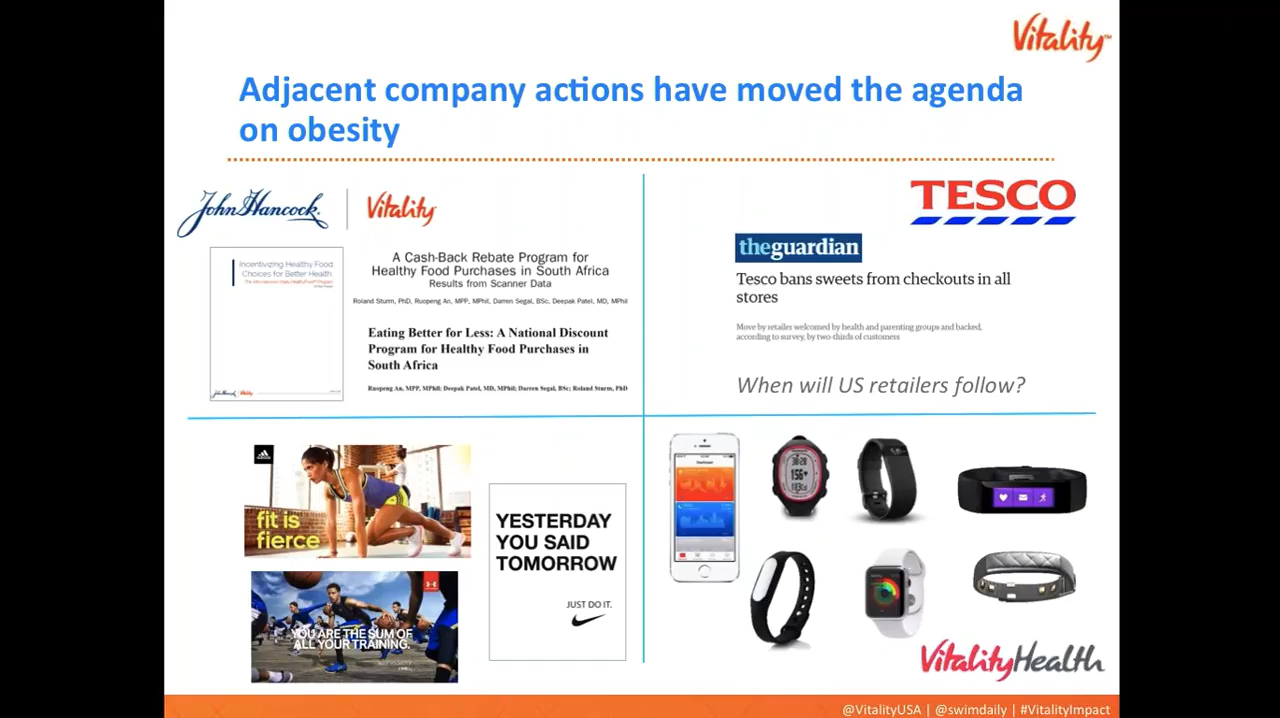 Vitality™
Adjacent company actions have moved the agenda
on obesity
John Hancock.
Vitality
Incentivizing Healthy Food
Choices for Better Health
A Cash-Back Rebate Program for
Healthy Food Purchases in South Africa
Results from Scanner Data
Roland Sturm, PhD, Ruopeng An, MPP, MPhil, Darren Segal, BSc, Deepak Patel, MD, MPhil
Eating Better for Less: A National Discount
Program for Healthy Food Purchases in
South Africa
Ruopeng An, MPP, MPhil; Deepak Patel, MD, MPhil; Darren Segal, BSc; Roland Sturm, PhD
John Hancock
Vitality
TESCO
theguardian
Tesco bans sweets from checkouts in all
stores
Move by retailer welcomed by health and parenting groups and backed,
according to survey, by two-thirds of customers
When will US retailers follow?
adidas
fit is
fierce
YOU ARE THE SUM OF
ALL YOUR TRAINING.
YESTERDAY
YOU SAID
TOMORROW
JUST DO IT.
VitalityHealth
@VitalityUSA | @swimdaily | #VitalityImpact